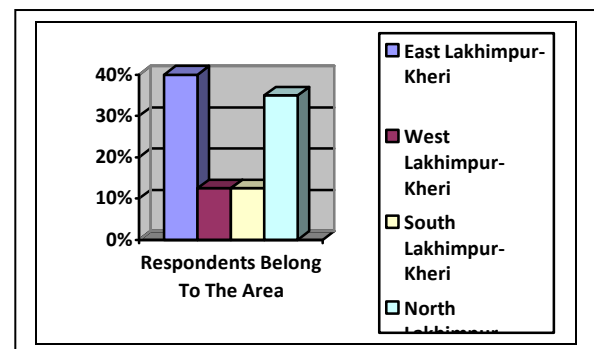 40%
30%
20%
10%
0%
Respondents Belong
To The Area
East Lakhimpur-
Kheri
West
Lakhimpur-
Kheri
South
Lakhimpur-
Kheri
North